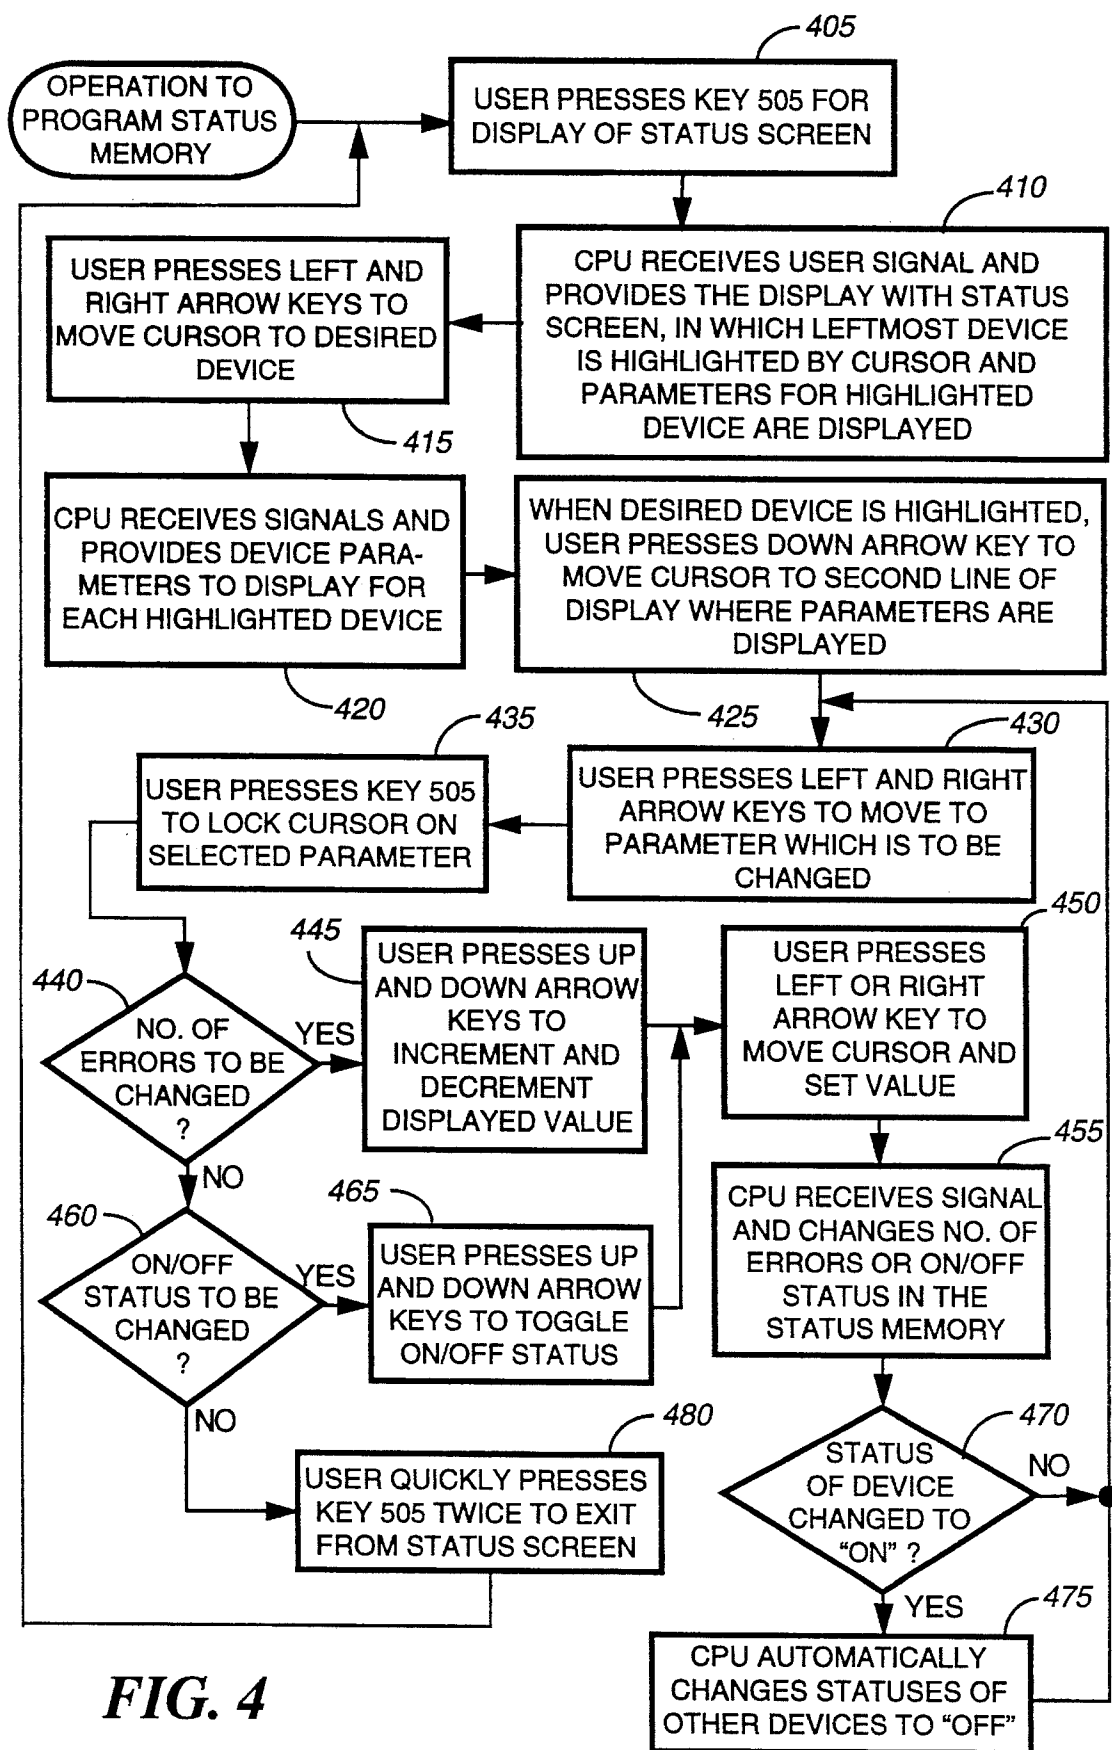 405
OPERATION TO
PROGRAM STATUS
MEMORY
USER PRESSES KEY 505 FOR
DISPLAY OF STATUS SCREEN
410
CPU RECEIVES USER SIGNAL AND
PROVIDES THE DISPLAY WITH STATUS
SCREEN, IN WHICH LEFTMOST DEVICE
IS HIGHLIGHTED BY CURSOR AND
PARAMETERS FOR HIGHLIGHTED
DEVICE ARE DISPLAYED
USER PRESSES LEFT AND
RIGHT ARROW KEYS TO
MOVE CURSOR TO DESIRED
DEVICE
415
CPU RECEIVES SIGNALS AND
PROVIDES DEVICE PARA-
METERS TO DISPLAY FOR
EACH HIGHLIGHTED DEVICE
420
WHEN DESIRED DEVICE IS HIGHLIGHTED,
USER PRESSES DOWN ARROW KEY TO
MOVE CURSOR TO SECOND LINE OF
DISPLAY WHERE PARAMETERS ARE
DISPLAYED
425
430
USER PRESSES LEFT AND RIGHT
ARROW KEYS TO MOVE TO
PARAMETER WHICH IS TO BE
CHANGED
435
USER PRESSES KEY 505
TO LOCK CURSOR ON
SELECTED PARAMETER
440
NO. OF
ERRORS TO BE
CHANGED
?
YES
NO
445
USER PRESSES UP
AND DOWN ARROW
KEYS TO
INCREMENT AND
DECREMENT
DISPLAYED VALUE
450
USER PRESSES
LEFT OR RIGHT
ARROW KEY TO
MOVE CURSOR AND
SET VALUE
455
CPU RECEIVES SIGNAL
AND CHANGES NO. OF
ERRORS OR ON/OFF
STATUS IN THE
STATUS MEMORY
460
ON/OFF
STATUS TO BE
CHANGED
?
YES
NO
465
USER PRESSES UP
AND DOWN ARROW
KEYS TO TOGGLE
ON/OFF STATUS
470
STATUS
OF DEVICE
CHANGED TO
“ON” ?
NO
YES
475
CPU AUTOMATICALLY
CHANGES STATUSES OF
OTHER DEVICES TO “OFF”
480
USER QUICKLY PRESSES
KEY 505 TWICE TO EXIT
FROM STATUS SCREEN
FIG. 4